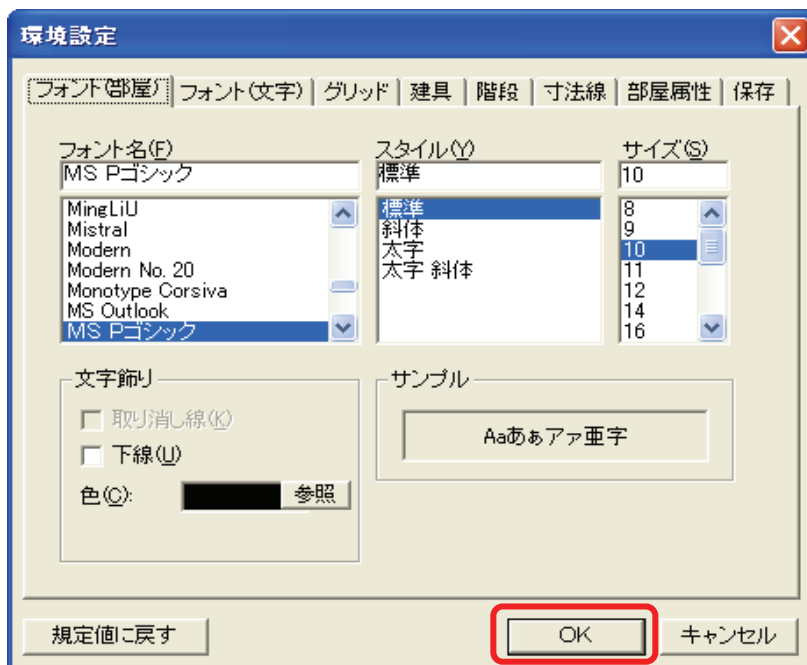 環境設定
フォント(部屋) フォント(文字) グリッド 建具 階段 寸法線 部屋属性 保存
フォント名(F) スタイル(Y) サイズ(S)
MS Pゴシック 標準 10
MingLiU
Mistral
Modern
Modern No. 20
Monotype Corsiva
MS Outlook
MS Pゴシック
標準
斜体
太字
太字 斜体
8
9
10
11
12
14
16
文字飾り
取り消し線(K)
下線(U)
色(C): 参照
サンプル
Aaあぁアァ亜宇
規定値に戻す OK キャンセル